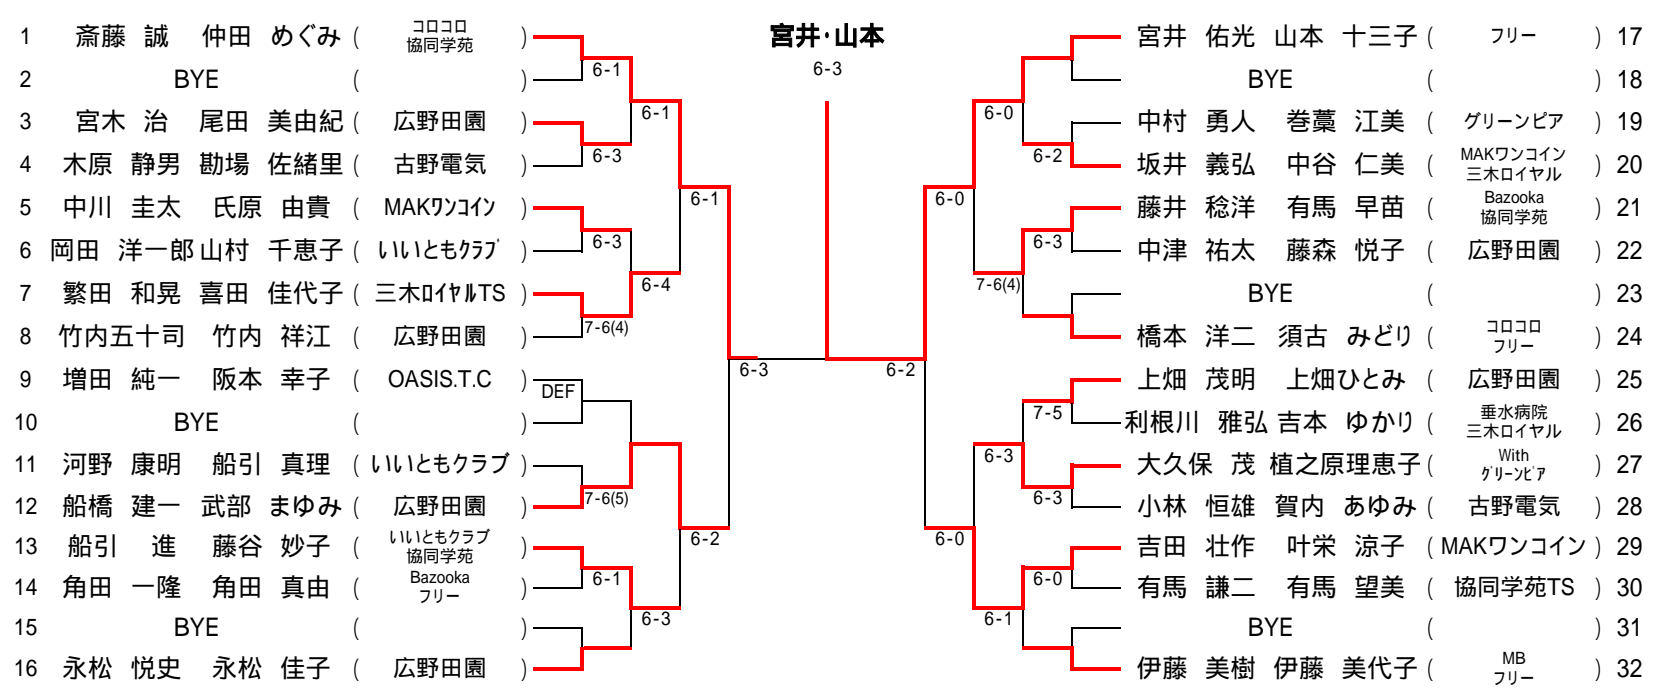 宮井・山本
6-3
1 斎藤 誠 仲田 めぐみ ( コロコロ 協同学苑 )
2 BYE ( )
3 宮木 治 尾田 美由紀 ( 広野田園 )
4 木原 静男 勘場 佐緒里 ( 古野電気 )
5 中川 圭太 氏原 由貴 ( MAKワンコイン )
6 岡田 洋一郎 山村 千恵子 ( いいともクラブ )
7 繁田 和晃 喜田 佳代子 ( 三木ロイヤルTS )
8 竹内五十司 竹内 祥江 ( 広野田園 )
9 増田 純一 阪本 幸子 ( OASIS.T.C )
10 BYE ( )
11 河野 康明 船引 真理 ( いいともクラブ )
12 船橋 建一 武部 まゆみ ( 広野田園 )
13 船引 進 藤谷 妙子 ( いいともクラブ 協同学苑 )
14 角田 一隆 角田 真由 ( Bazooka フリー )
15 BYE ( )
16 永松 悦史 永松 佳子 ( 広野田園 )
6-1
6-3
6-3
7-6(4)
DEF
7-6(5)
6-1
6-1
6-4
6-3
6-1
6-2
6-3
宮井 佑光 山本 十三子 ( フリー ) 17
BYE ( ) 18
中村 勇人 巻藁 江美 ( グリーンピア ) 19
坂井 義弘 中谷 仁美 ( MAKワンコイン 三木ロイヤル ) 20
藤井 稔洋 有馬 早苗 ( Bazooka 協同学苑 ) 21
中津 祐太 藤森 悦子 ( 広野田園 ) 22
BYE ( ) 23
橋本 洋二 須古 みどり ( コロコロ フリー ) 24
上畑 茂明 上畑ひとみ ( 広野田園 ) 25
利根川 雅弘 吉本 ゆかり ( 垂水病院 三木ロイヤル ) 26
大久保 茂 植之原理恵子 ( With グリーンピア ) 27
小林 恒雄 賀内 あゆみ ( 古野電気 ) 28
吉田 壮作 叶栄 涼子 ( MAKワンコイン ) 29
有馬 謙二 有馬 望美 ( 協同学苑TS ) 30
BYE ( ) 31
伊藤 美樹 伊藤 美代子 ( MB フリー ) 32
6-2
6-3
7-5
6-3
6-0
6-0
7-6(4)
6-3
6-1
6-0
6-0
6-2